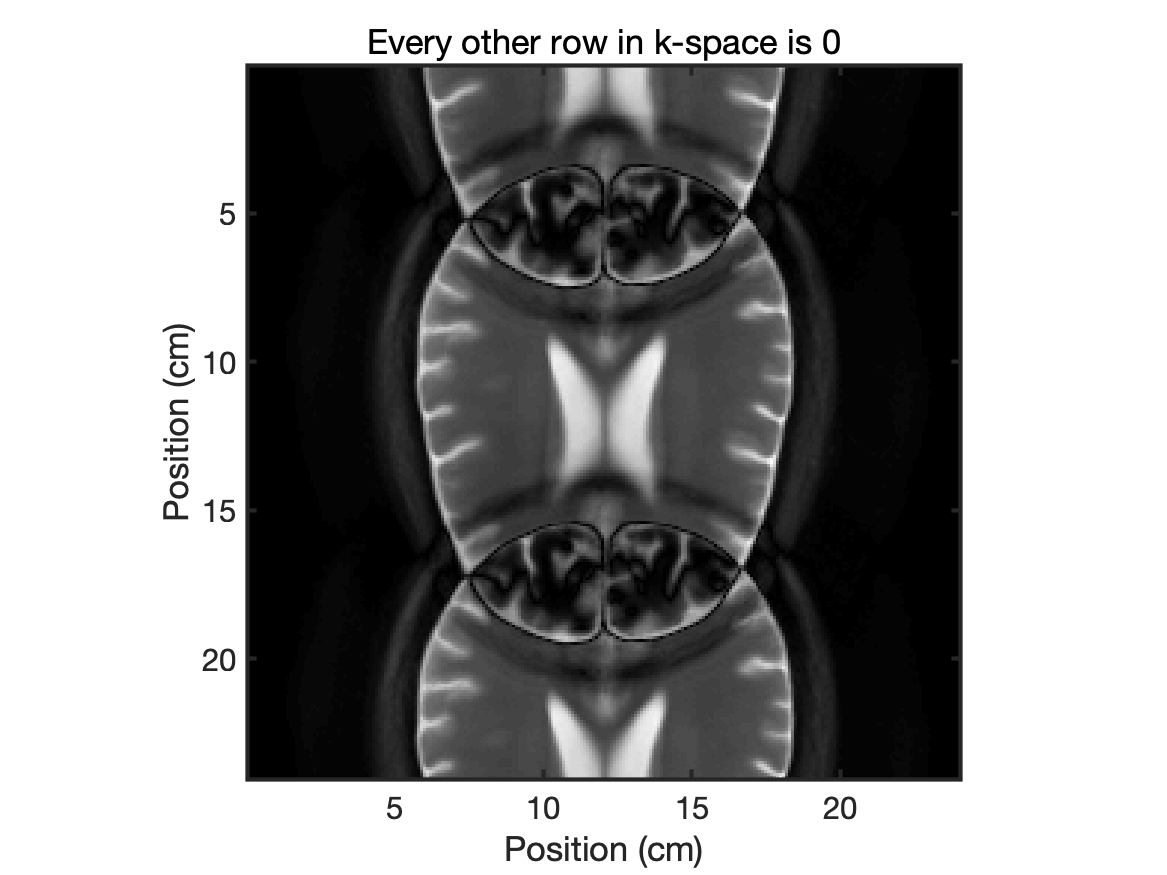 Every other row in k-space is 0
5
10
15
20
Position (cm)
5 10 15 20
Position (cm)